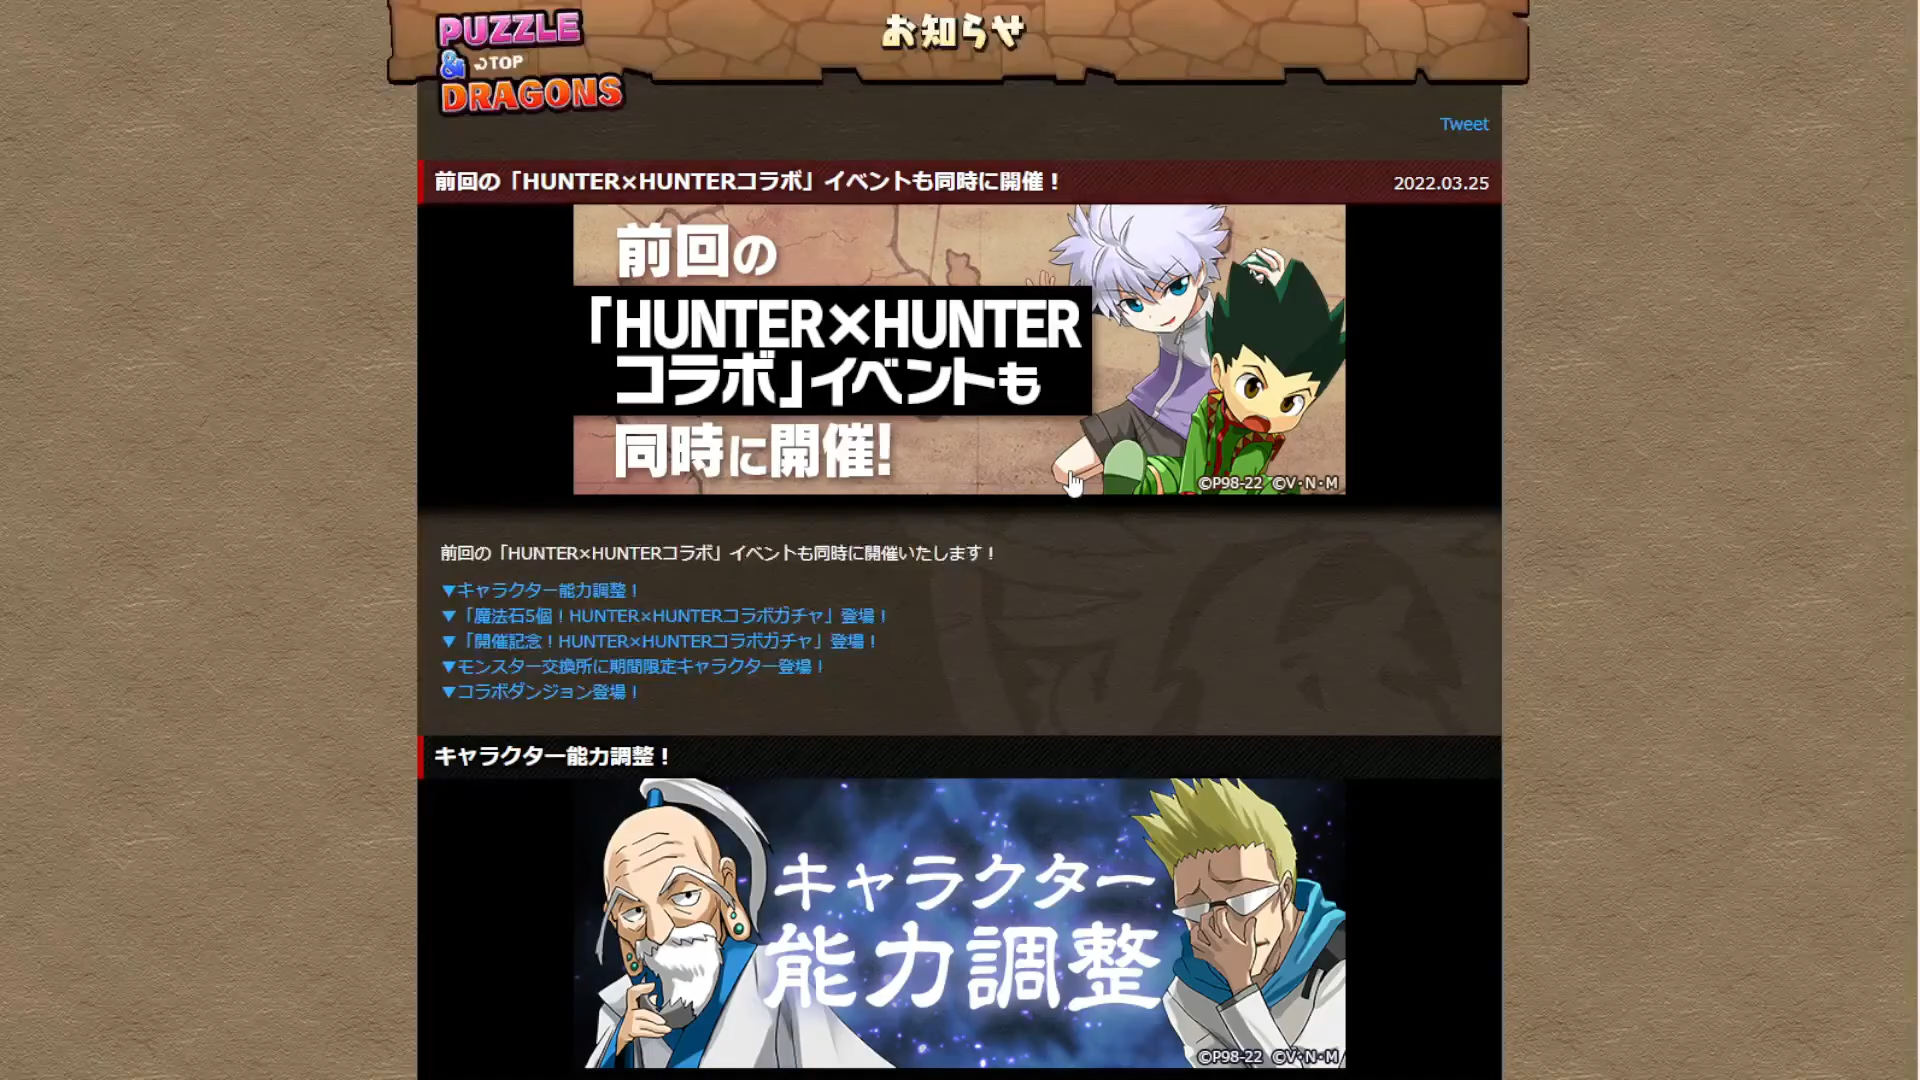 PUZZLE
& TOP
DRAGONS
お知らせ
Tweet
前回の「HUNTER×HUNTERコラボ」イベントも同時に開催！
2022.03.25
前回の
「HUNTER×HUNTER
コラボ」イベントも
同時に開催!
©P98-22 ©V・N・M
前回の「HUNTER×HUNTERコラボ」イベントも同時に開催いたします！
▼キャラクター能力調整！
▼「魔法石5個！HUNTER×HUNTERコラボガチャ」登場！
▼「開催記念！HUNTER×HUNTERコラボガチャ」登場！
▼モンスター交換所に期間限定キャラクター登場！
▼コラボダンジョン登場！
キャラクター能力調整！
キャラクター
能力調整
©P98-22 ©V・N・M